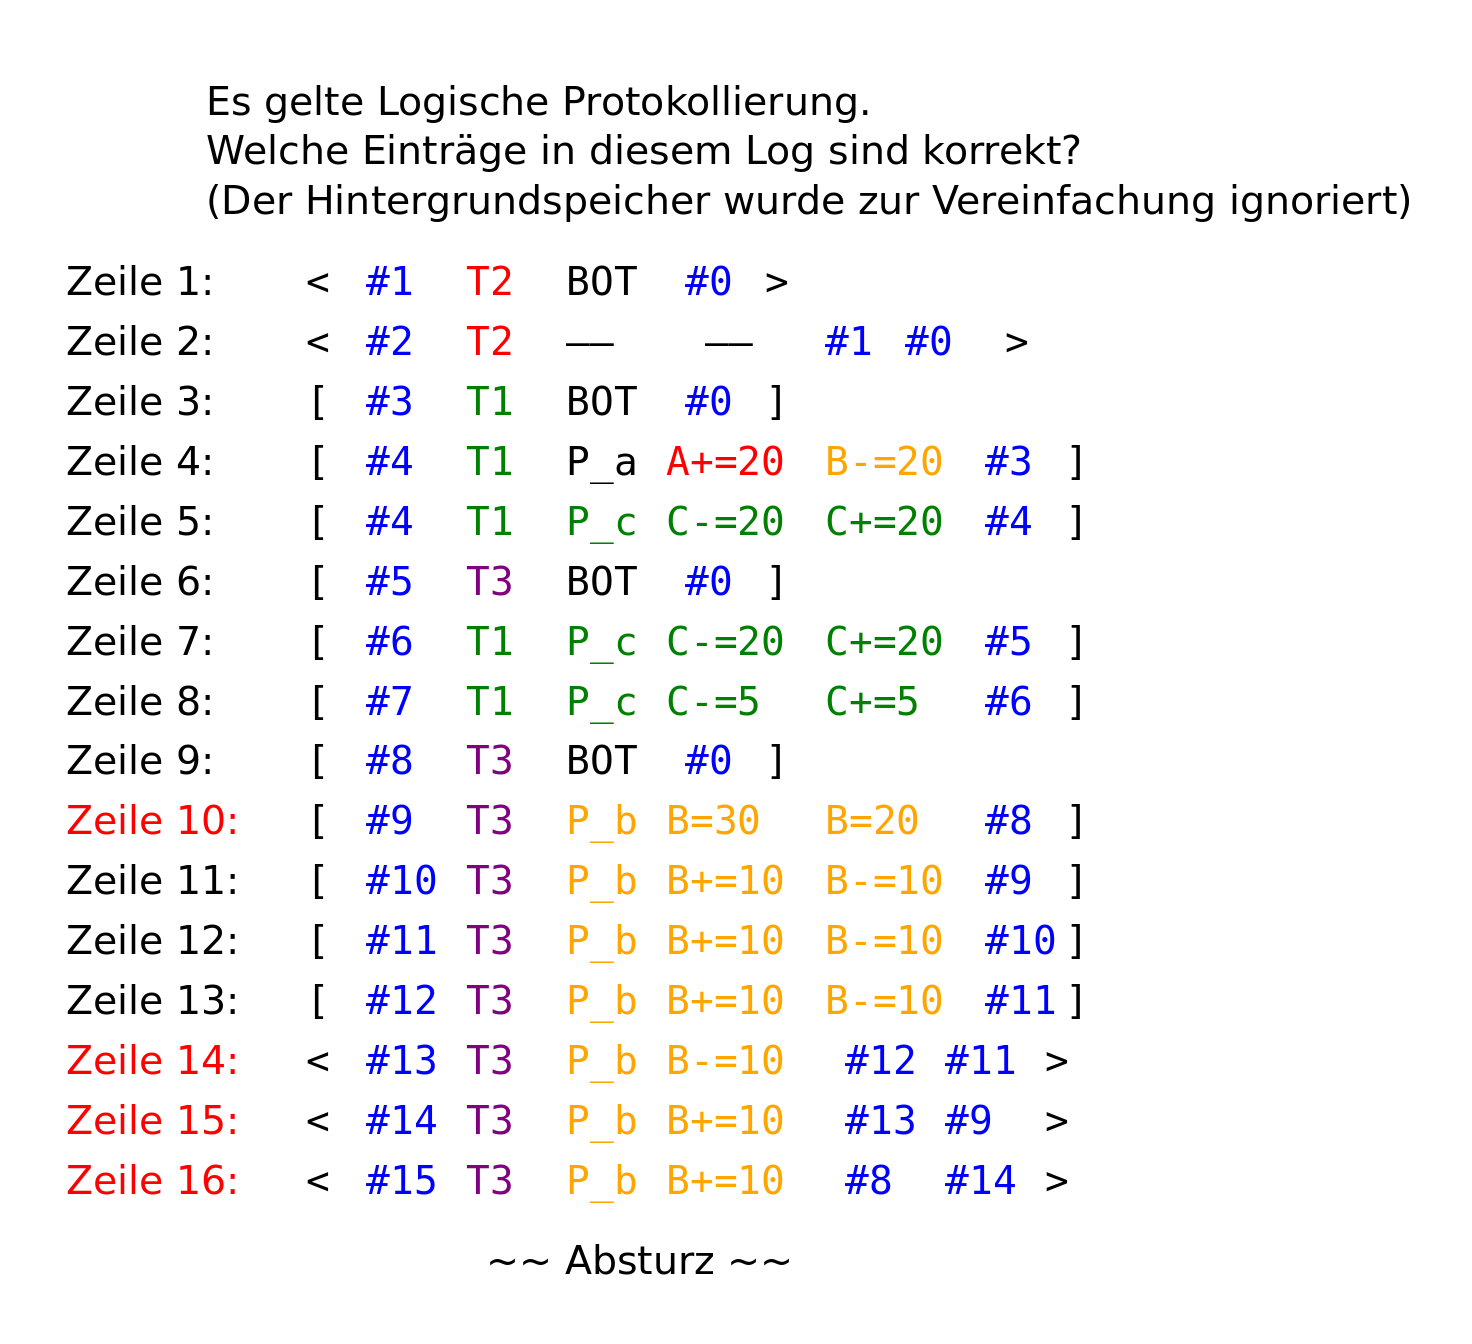 Es gelte Logische Protokollierung.
Welche Einträge in diesem Log sind korrekt?
(Der Hintergrundspeicher wurde zur Vereinfachung ignoriert)
Zeile 1: < #1 T2 BOT #0 >
Zeile 2: < #2 T2 —— —— #1 #0 >
Zeile 3: [ #3 T1 BOT #0 ]
Zeile 4: [ #4 T1 P_a A+=20 B-=20 #3 ]
Zeile 5: [ #4 T1 P_c C-=20 C+=20 #4 ]
Zeile 6: [ #5 T3 BOT #0 ]
Zeile 7: [ #6 T1 P_c C-=20 C+=20 #5 ]
Zeile 8: [ #7 T1 P_c C-=5 C+=5 #6 ]
Zeile 9: [ #8 T3 BOT #0 ]
Zeile 10: [ #9 T3 P_b B=30 B=20 #8 ]
Zeile 11: [ #10 T3 P_b B+=10 B-=10 #9 ]
Zeile 12: [ #11 T3 P_b B+=10 B-=10 #10 ]
Zeile 13: [ #12 T3 P_b B+=10 B-=10 #11 ]
Zeile 14: < #13 T3 P_b B-=10 #12 #11 >
Zeile 15: < #14 T3 P_b B+=10 #13 #9 >
Zeile 16: < #15 T3 P_b B+=10 #8 #14 >
~~ Absturz ~~